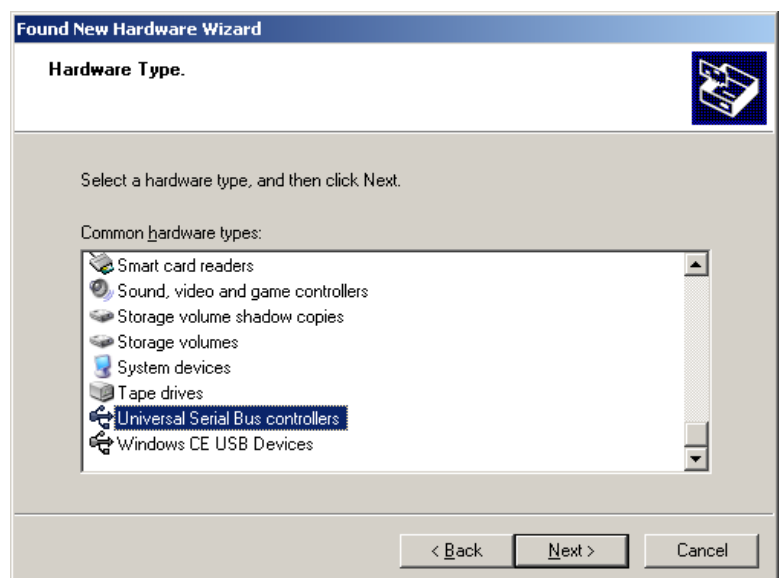 Found New Hardware Wizard
Hardware Type.
Select a hardware type, and then click Next.
Common hardware types:
Smart card readers
Sound, video and game controllers
Storage volume shadow copies
Storage volumes
System devices
Tape drives
Universal Serial Bus controllers
Windows CE USB Devices
< Back Next > Cancel